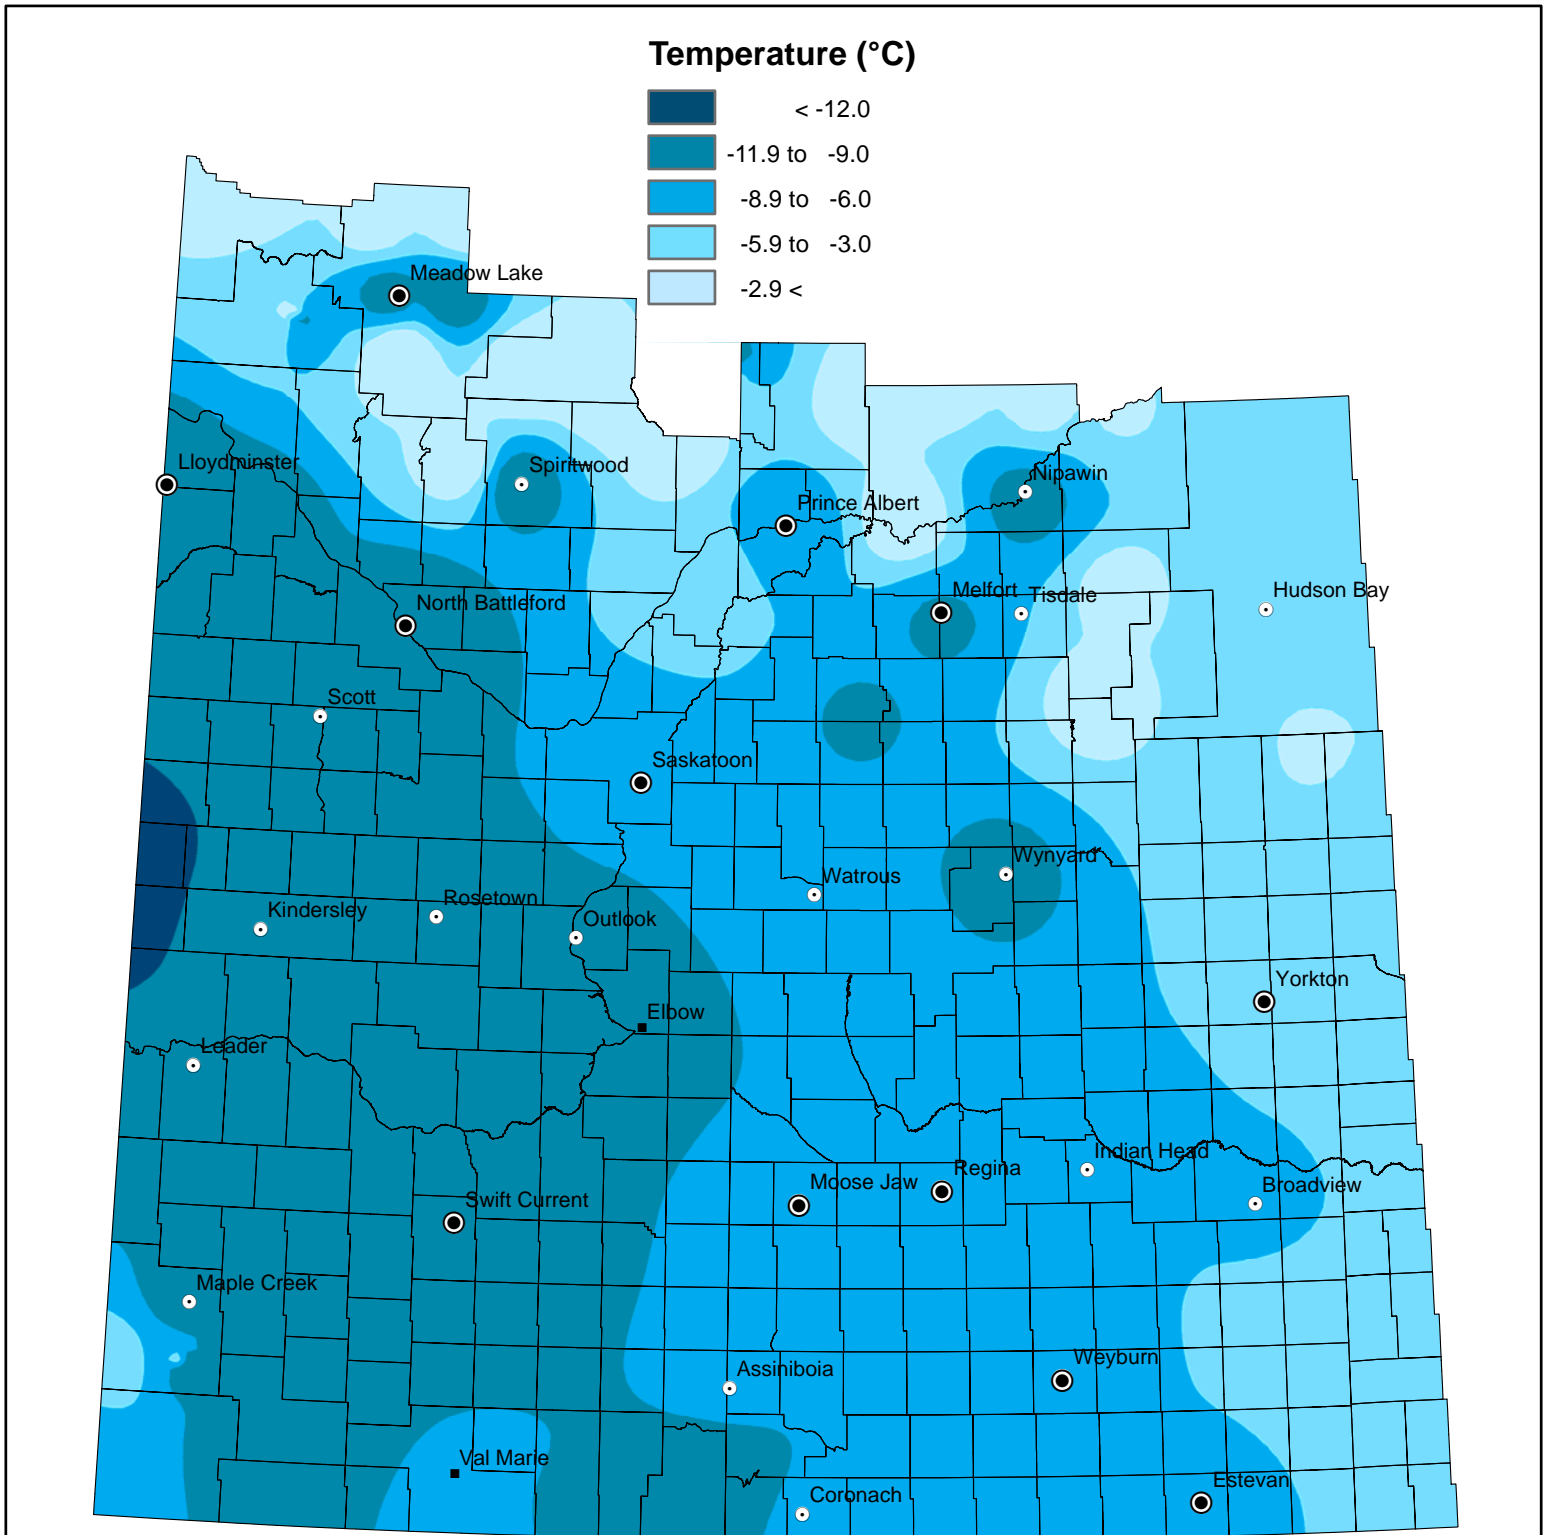 Temperature (°C)
< -12.0
-11.9 to -9.0
-8.9 to -6.0
-5.9 to -3.0
-2.9 <
Meadow Lake
Lloydminster
Spiritwood
Nipawin
Prince Albert
North Battleford
Melfort
Tisdale
Hudson Bay
Scott
Saskatoon
Wynyard
Watrous
Rosetown
Kindersley
Outlook
Yorkton
Elbow
Leader
Indian Head
Regina
Moose Jaw
Broadview
Swift Current
Maple Creek
Weyburn
Assiniboia
Val Marie
Estevan
Coronach